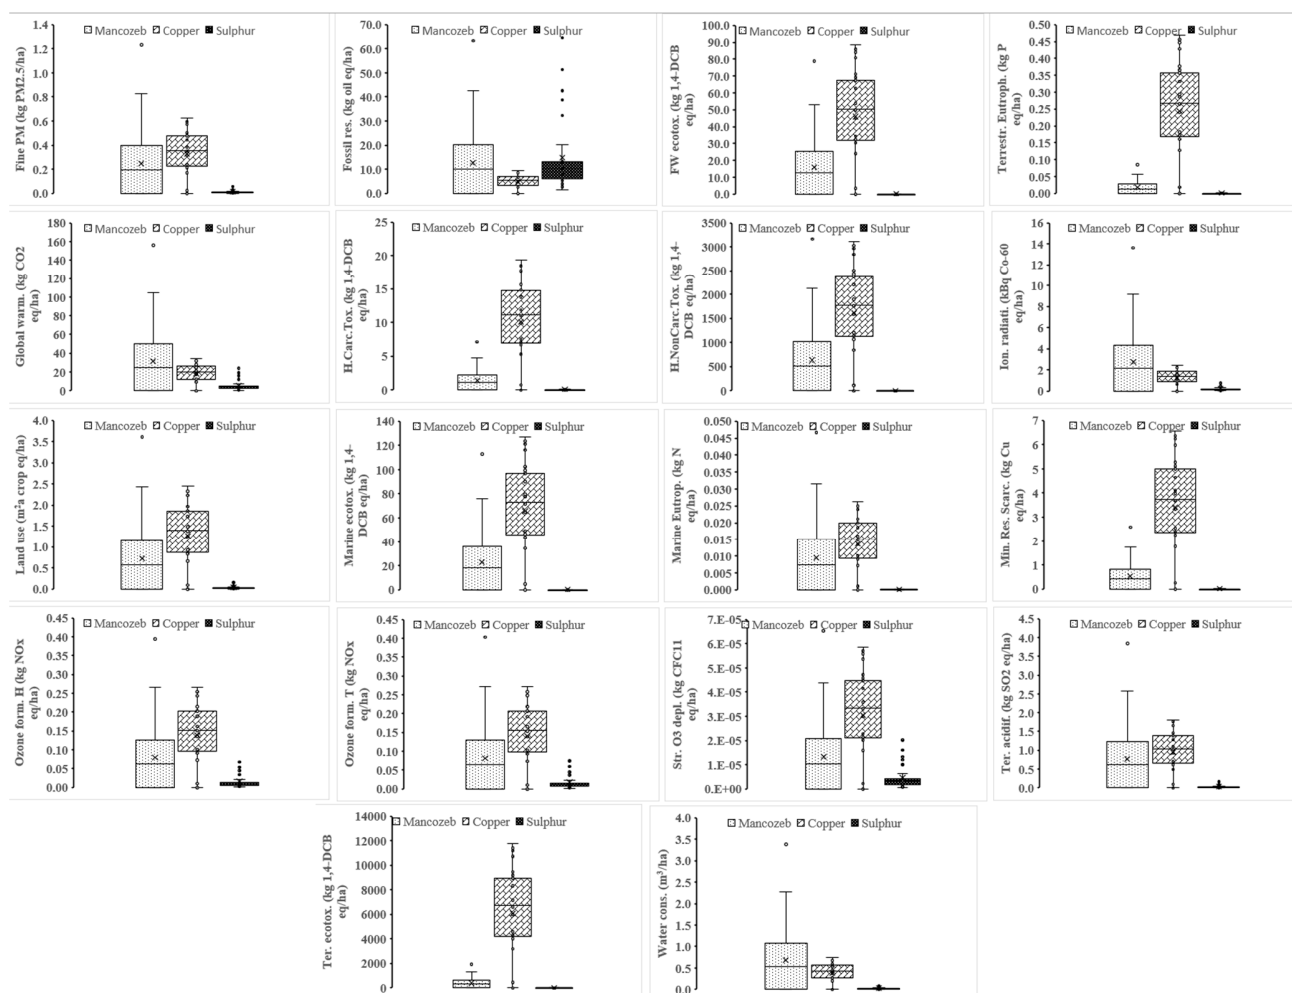 Fine PM (kg PM2.5/ha)
1.4
1.2
1.0
0.8
0.6
0.4
0.2
0.0
Mancozeb Copper Sulphur
Fossil res. (kg oil eq/ha)
70.0
60.0
50.0
40.0
30.0
20.0
10.0
0.0
Mancozeb Copper Sulphur
FW ecotox. (kg 1,4-DCB
eq/ha)
100.0
90.0
80.0
70.0
60.0
50.0
40.0
30.0
20.0
10.0
0.0
Mancozeb Copper Sulphur
Terrestr. Eutroph. (kg P
eq/ha)
0.50
0.45
0.40
0.35
0.30
0.25
0.20
0.15
0.10
0.05
0.00
Mancozeb Copper Sulphur
Global warm. (kg CO2
eq/ha)
180
160
140
120
100
80
60
40
20
0
Mancozeb Copper Sulphur
H.Carc.Tox. (kg 1,4-DCB
eq/ha)
25
20
15
10
5
0
Mancozeb Copper Sulphur
H.NonCarc.Tox. (kg 1,4-
DCB eq/ha)
3500
3000
2500
2000
1500
1000
500
0
Mancozeb Copper Sulphur
Ion. radiati. (kBq Co-60
eq/ha)
16
14
12
10
8
6
4
2
0
Mancozeb Copper Sulphur
Land use (m²a crop eq/ha)
4.0
3.5
3.0
2.5
2.0
1.5
1.0
0.5
0.0
Mancozeb Copper Sulphur
Marine ecotox. (kg 1,4-
DCB eq/ha)
140
120
100
80
60
40
20
0
Mancozeb Copper Sulphur
Marine Eutrop. (kg N
eq/ha)
0.050
0.045
0.040
0.035
0.030
0.025
0.020
0.015
0.010
0.005
0.000
Mancozeb Copper Sulphur
Min. Res. Scarc. (kg Cu
eq/ha)
7
6
5
4
3
2
1
0
Mancozeb Copper Sulphur
Ozone form. H (kg NOx
eq/ha)
0.45
0.40
0.35
0.30
0.25
0.20
0.15
0.10
0.05
0.00
Mancozeb Copper Sulphur
Ozone form. T (kg NOx
eq/ha)
0.45
0.40
0.35
0.30
0.25
0.20
0.15
0.10
0.05
0.00
Mancozeb Copper Sulphur
Str. O3 depl. (kg CFC11
eq/ha)
7.E-05
6.E-05
5.E-05
4.E-05
3.E-05
2.E-05
1.E-05
0.E+00
Mancozeb Copper Sulphur
Ter. acidif. (kg SO2 eq/ha)
4.5
4.0
3.5
3.0
2.5
2.0
1.5
1.0
0.5
0.0
Mancozeb Copper Sulphur
Ter. ecotox. (kg 1,4-DCB
eq/ha)
14000
12000
10000
8000
6000
4000
2000
0
Mancozeb Copper Sulphur
Water cons. (m³/ha)
4.0
3.5
3.0
2.5
2.0
1.5
1.0
0.5
0.0
Mancozeb Copper Sulphur